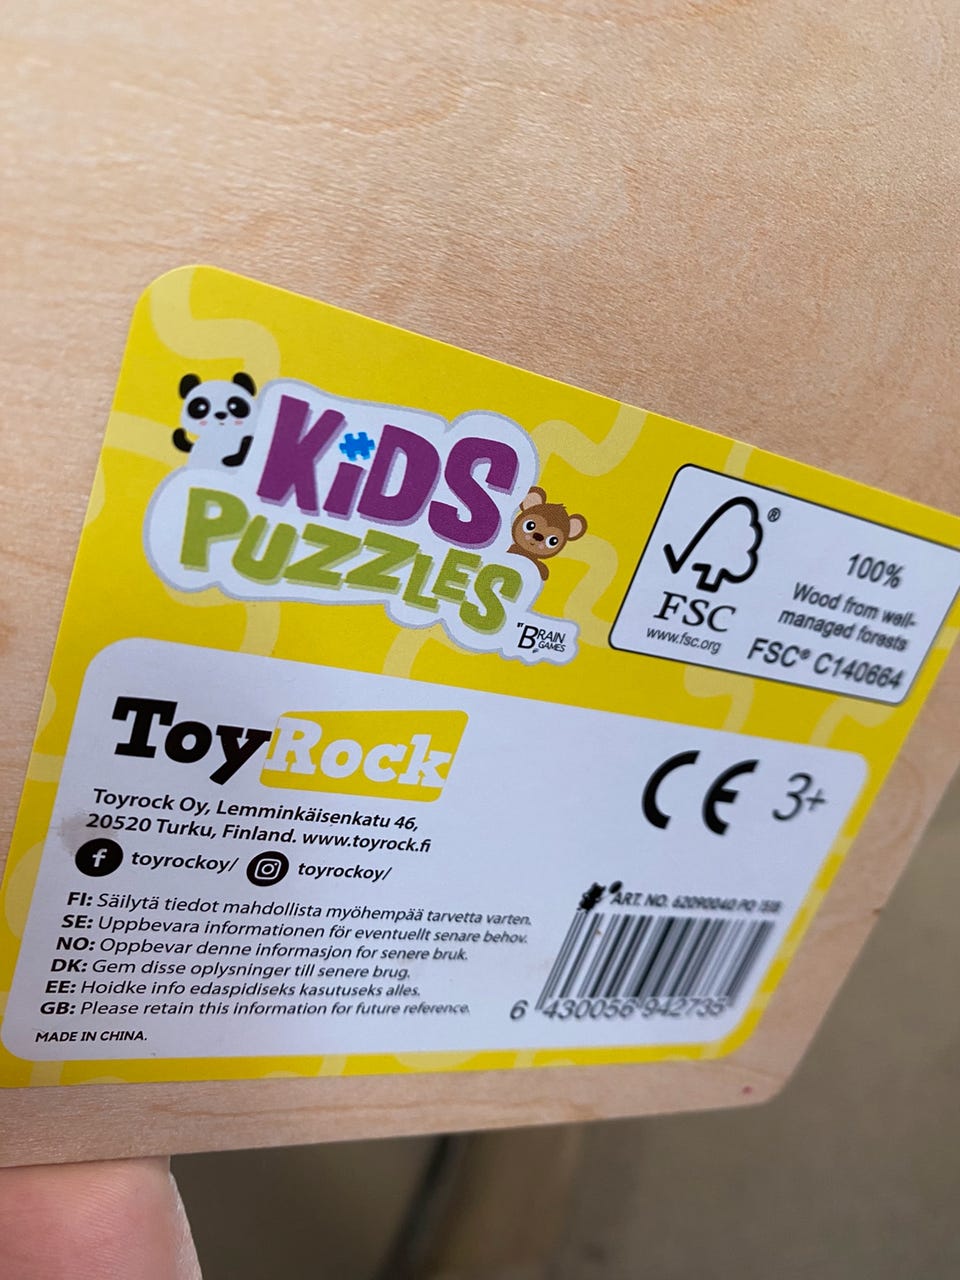 KiDS
PUZZLES
BRAIN
GAMES
FSC
®
www.fsc.org
100%
Wood from well-
managed forests
FSC® C140664
ToyRock
Toyrock Oy, Lemminkäisenkatu 46,
20520 Turku, Finland. www.toyrock.fi
toyrockoy/ toyrockoy/
CE 3+
FI: Säilytä tiedot mahdollista myöhempää tarvetta varten.
SE: Uppbevara informationen för eventuellt senare behov.
NO: Oppbevar denne informasjon for senere bruk.
DK: Gem disse oplysninger till senere brug.
EE: Hoidke info edaspidiseks kasutuseks alles.
GB: Please retain this information for future reference.
MADE IN CHINA.
ART. NO.
6 430056 942735